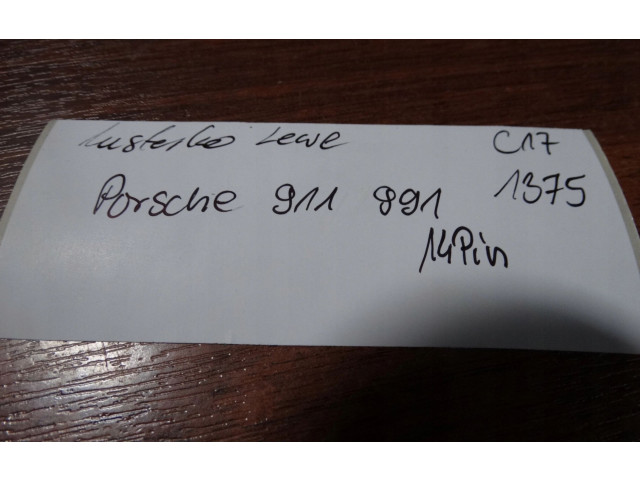 Lusterko Lewe C17
Porsche 911 991 1375
14Pin